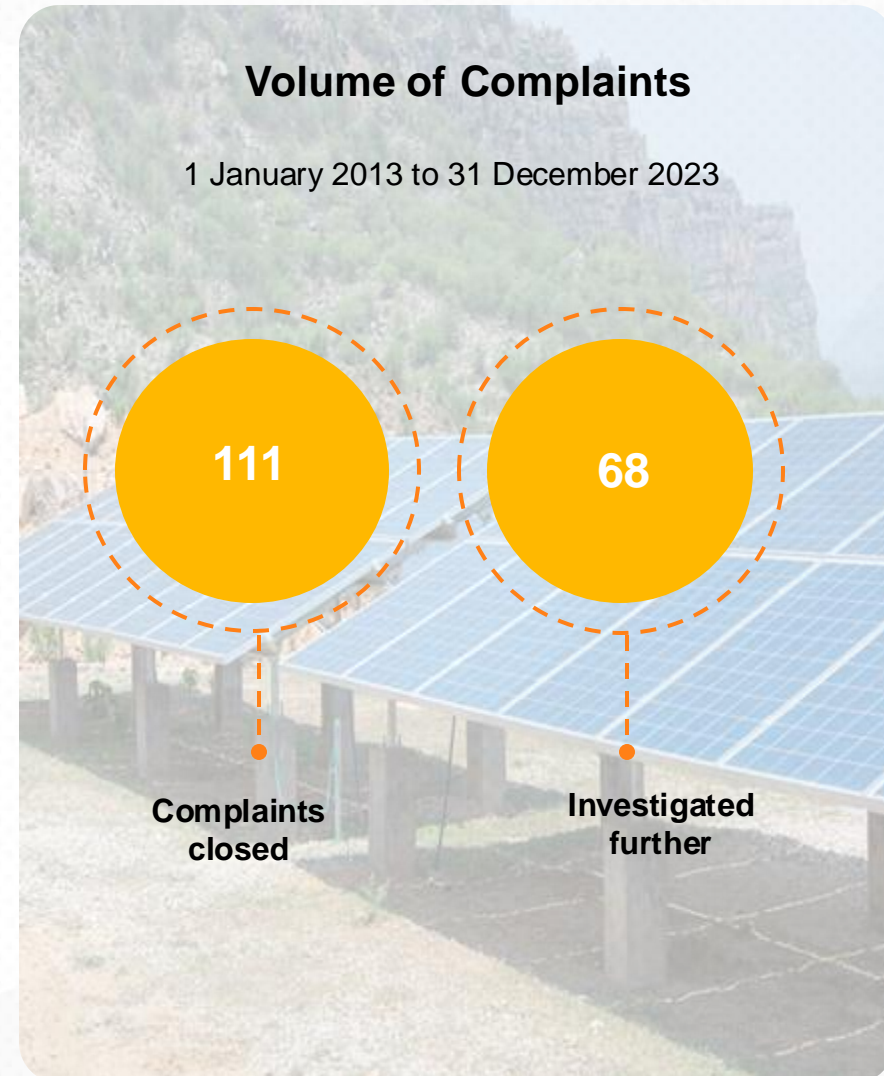 Volume of Complaints
1 January 2013 to 31 December 2023
111
68
Complaints
closed
Investigated
further